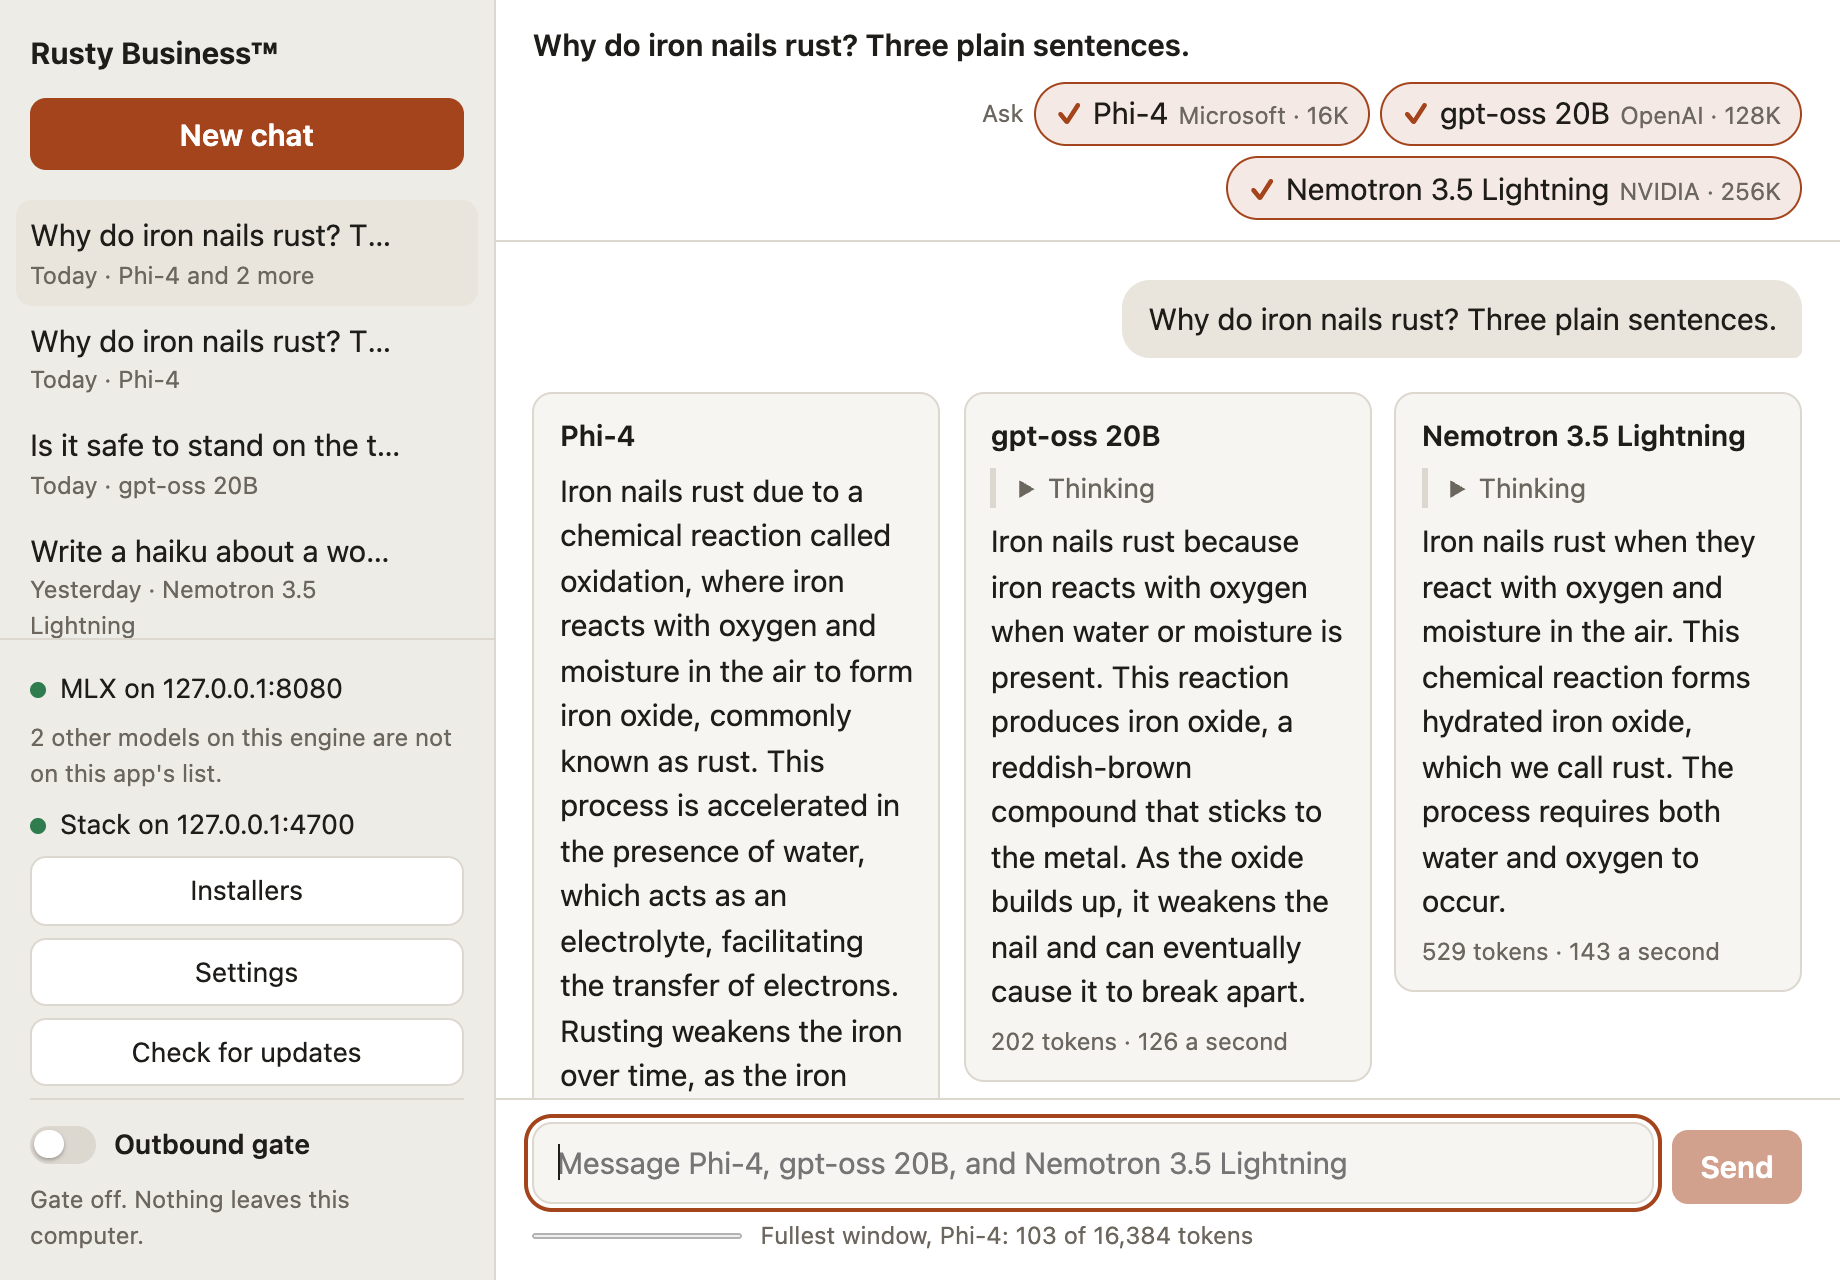 Rusty Business™
New chat
Why do iron nails rust? T...
Today · Phi-4 and 2 more
Why do iron nails rust? T...
Today · Phi-4
Is it safe to stand on the t...
Today · gpt-oss 20B
Write a haiku about a wo...
Yesterday · Nemotron 3.5
Lightning
MLX on 127.0.0.1:8080
2 other models on this engine are not
on this app's list.
Stack on 127.0.0.1:4700
Installers
Settings
Check for updates
Outbound gate
Gate off. Nothing leaves this
computer.
Why do iron nails rust? Three plain sentences.
Ask
Phi-4 Microsoft · 16K
gpt-oss 20B OpenAI · 128K
Nemotron 3.5 Lightning NVIDIA · 256K
Why do iron nails rust? Three plain sentences.
Phi-4
Iron nails rust due to a
chemical reaction called
oxidation, where iron
reacts with oxygen and
moisture in the air to form
iron oxide, commonly
known as rust. This
process is accelerated in
the presence of water,
which acts as an
electrolyte, facilitating
the transfer of electrons.
Rusting weakens the iron
over time, as the iron
gpt-oss 20B
Thinking
Iron nails rust because
iron reacts with oxygen
when water or moisture is
present. This reaction
produces iron oxide, a
reddish-brown
compound that sticks to
the metal. As the oxide
builds up, it weakens the
nail and can eventually
cause it to break apart.
202 tokens · 126 a second
Nemotron 3.5 Lightning
Thinking
Iron nails rust when they
react with oxygen and
moisture in the air. This
chemical reaction forms
hydrated iron oxide,
which we call rust. The
process requires both
water and oxygen to
occur.
529 tokens · 143 a second
Message Phi-4, gpt-oss 20B, and Nemotron 3.5 Lightning
Send
Fullest window, Phi-4: 103 of 16,384 tokens